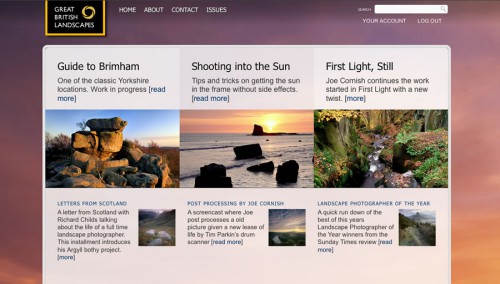 GREAT
BRITISH
LANDSCAPES
HOME ABOUT CONTACT ISSUES
SEARCH
YOUR ACCOUNT LOG OUT
Guide to Brimham
One of the classic Yorkshire
locations. Work in progress [read
more]
Shooting into the Sun
Tips and tricks on getting the sun
in the frame without side effects.
[read more]
First Light, Still
Joe Cornish continues the work
started in First Light with a new
twist. [more]
LETTERS FROM SCOTLAND
A letter from Scotland with
Richard Childs talking
about the life of a full time
landscape photographer.
This installment introduces
his Argyll bothy project.
[more]
POST PROCESSING BY JOE CORNISH
A screencast where Joe
post processes a old
picture given a new lease of
life by Tim Parkin's drum
scanner [read more]
LANDSCAPE PHOTOGRAPHER OF THE YEAR
A quick run down of the
best of this years
Landscape Photographer of
the Year winners from the
Sunday Times review [read
more]